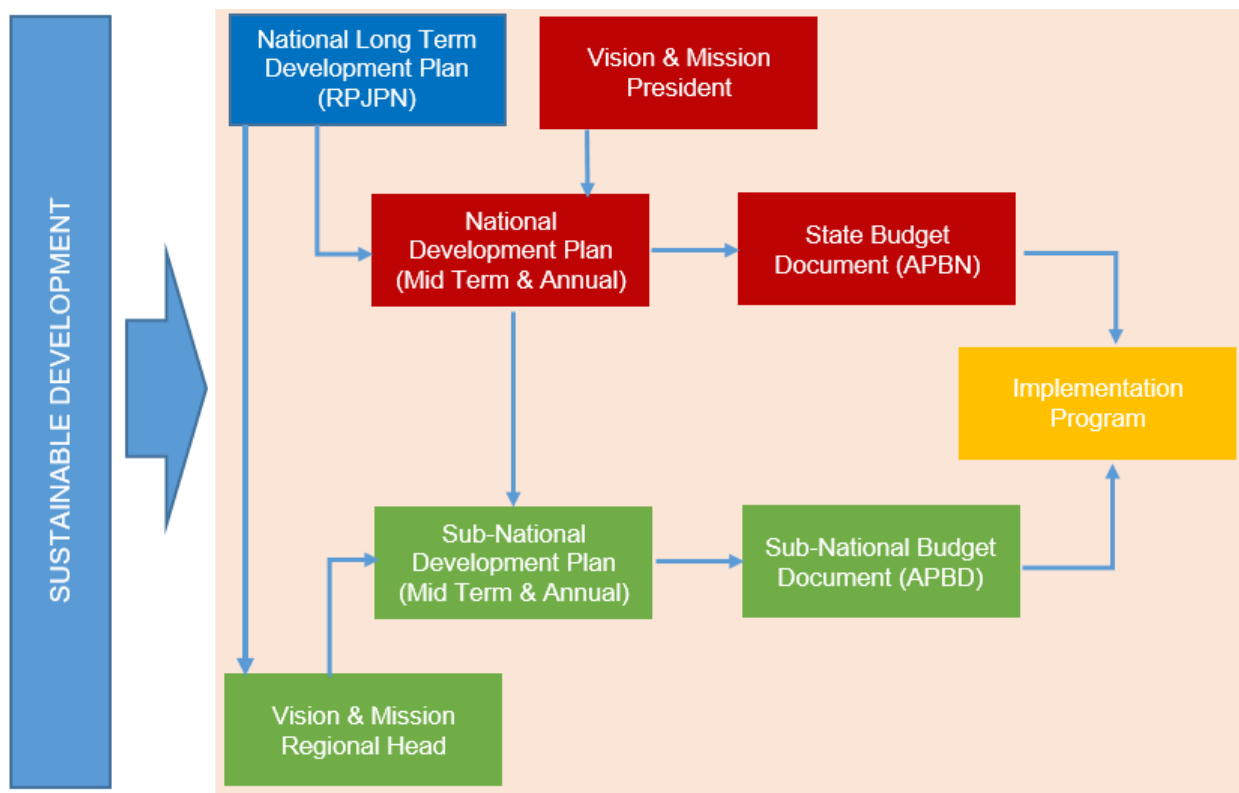 SUSTAINABLE DEVELOPMENT
National Long Term
Development Plan
(RPJPN)
Vision & Mission
President
National
Development Plan
(Mid Term & Annual)
State Budget
Document (APBN)
Implementation
Program
Sub-National
Development Plan
(Mid Term & Annual)
Sub-National Budget
Document (APBD)
Vision & Mission
Regional Head